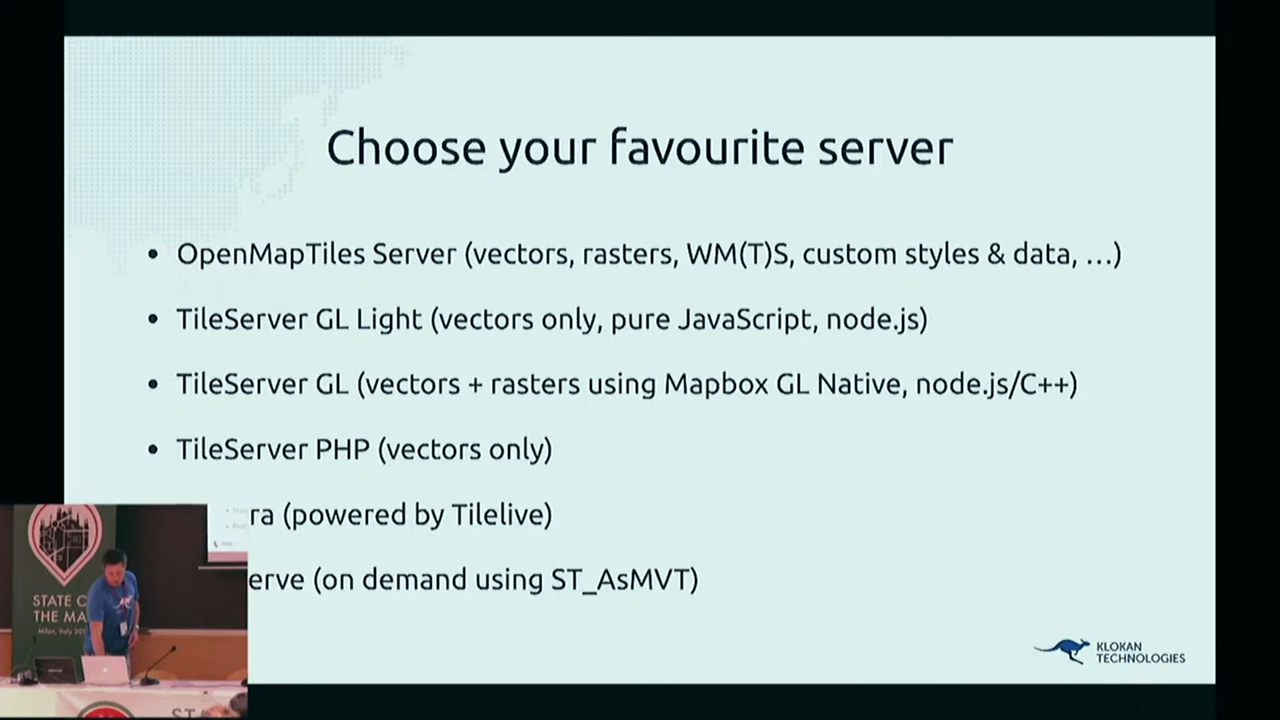 Choose your favourite server
• OpenMapTiles Server (vectors, rasters, WM(T)S, custom styles & data, ...)
• TileServer GL Light (vectors only, pure JavaScript, node.js)
• TileServer GL (vectors + rasters using Mapbox GL Native, node.js/C++)
• TileServer PHP (vectors only)
ra (powered by Tilelive)
erve (on demand using ST_AsMVT)
STATE
THE MA
Milan, Italy
KLOKAN
TECHNOLOGIES